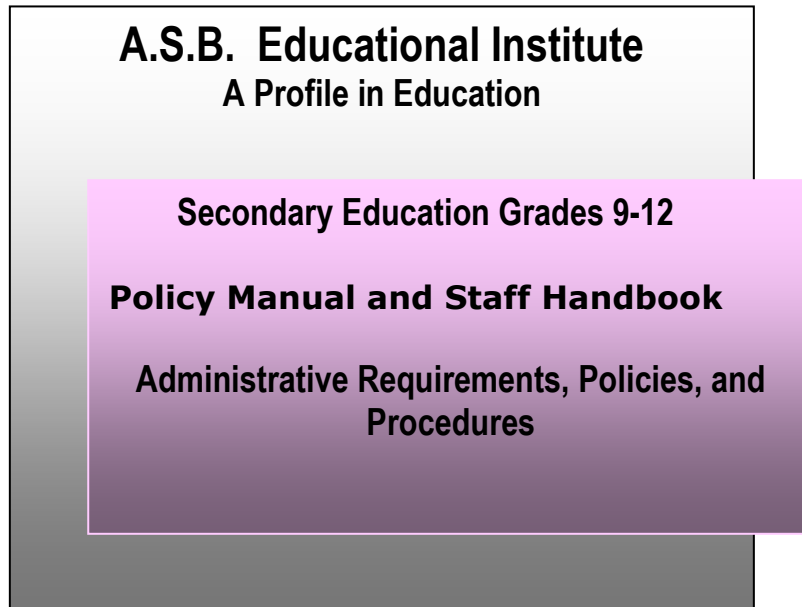 A.S.B. Educational Institute
A Profile in Education
Secondary Education Grades 9-12
Policy Manual and Staff Handbook
Administrative Requirements, Policies, and
Procedures